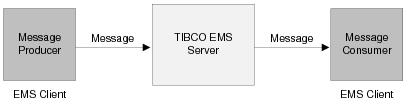 Message
Producer
Message
TIBCO EMS
Server
Message
Message
Consumer
EMS Client
EMS Client